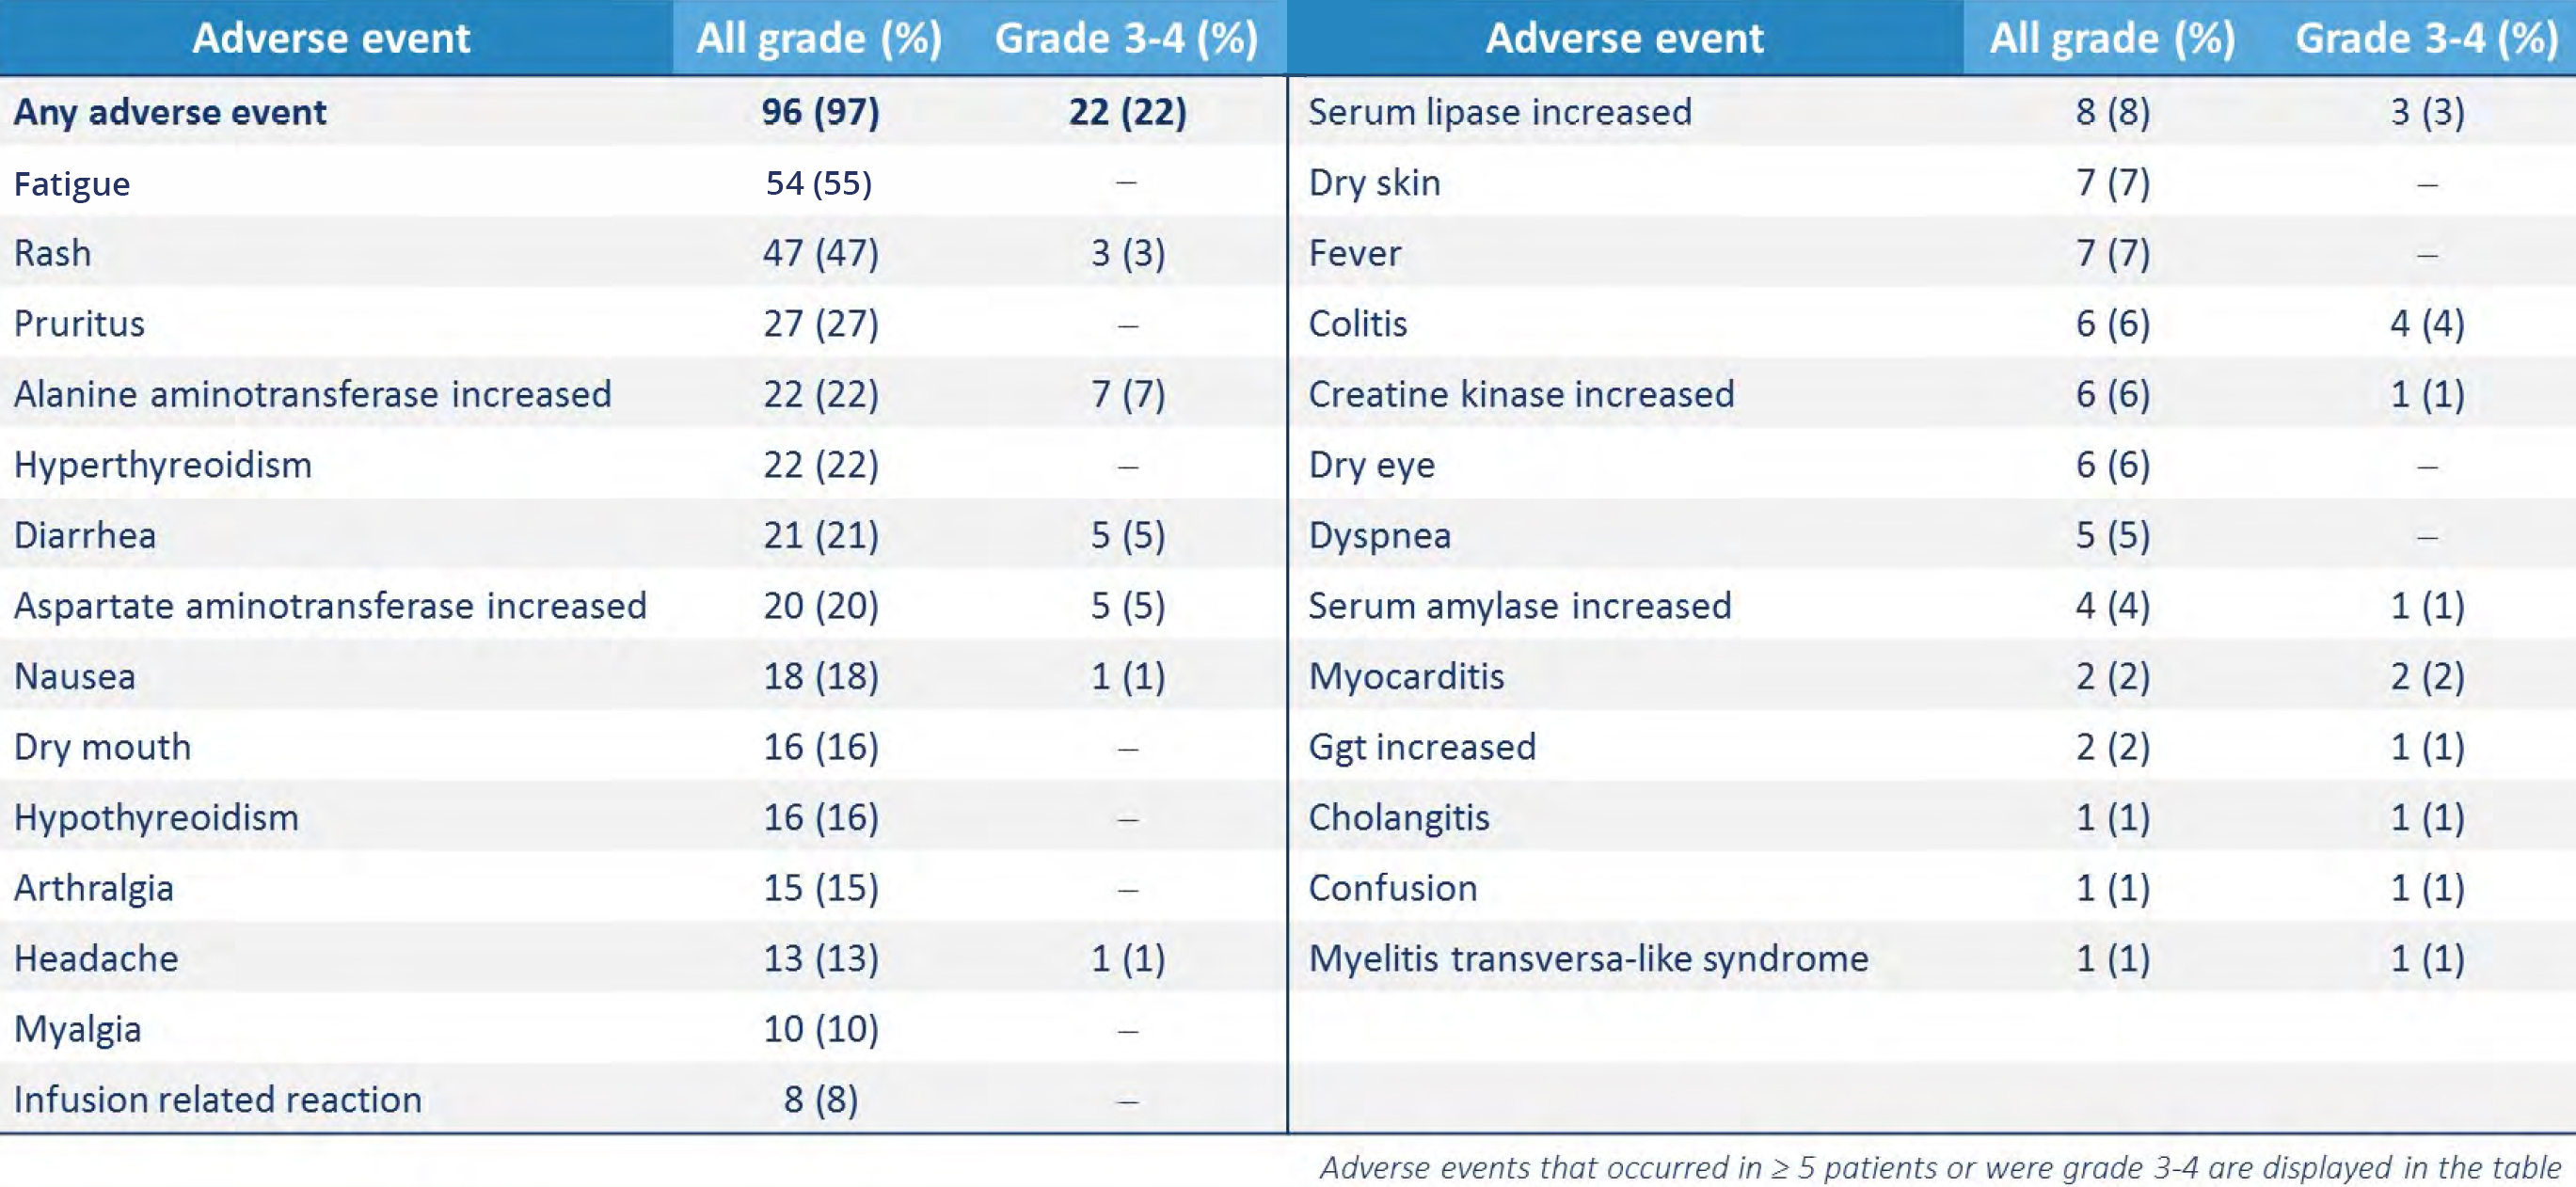 Adverse event All grade (%) Grade 3-4 (%) Adverse event All grade (%) Grade 3-4 (%)
Any adverse event 96 (97) 22 (22) Serum lipase increased 8 (8) 3 (3)
Fatigue 54 (55) – Dry skin 7 (7) –
Rash 47 (47) 3 (3) Fever 7 (7) –
Pruritus 27 (27) – Colitis 6 (6) 4 (4)
Alanine aminotransferase increased 22 (22) 7 (7) Creatine kinase increased 6 (6) 1 (1)
Hyperthyreoidism 22 (22) – Dry eye 6 (6) –
Diarrhea 21 (21) 5 (5) Dyspnea 5 (5) –
Aspartate aminotransferase increased 20 (20) 5 (5) Serum amylase increased 4 (4) 1 (1)
Nausea 18 (18) 1 (1) Myocarditis 2 (2) 2 (2)
Dry mouth 16 (16) – Ggt increased 2 (2) 1 (1)
Hypothyreoidism 16 (16) – Cholangitis 1 (1) 1 (1)
Arthralgia 15 (15) – Confusion 1 (1) 1 (1)
Headache 13 (13) 1 (1) Myelitis transversa-like syndrome 1 (1) 1 (1)
Myalgia 10 (10) –
Infusion related reaction 8 (8) –
Adverse events that occurred in ≥ 5 patients or were grade 3-4 are displayed in the table